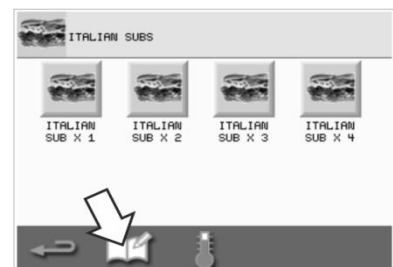 ITALIAN SUBS
ITALIAN SUB X 1
ITALIAN SUB X 2
ITALIAN SUB X 3
ITALIAN SUB X 4